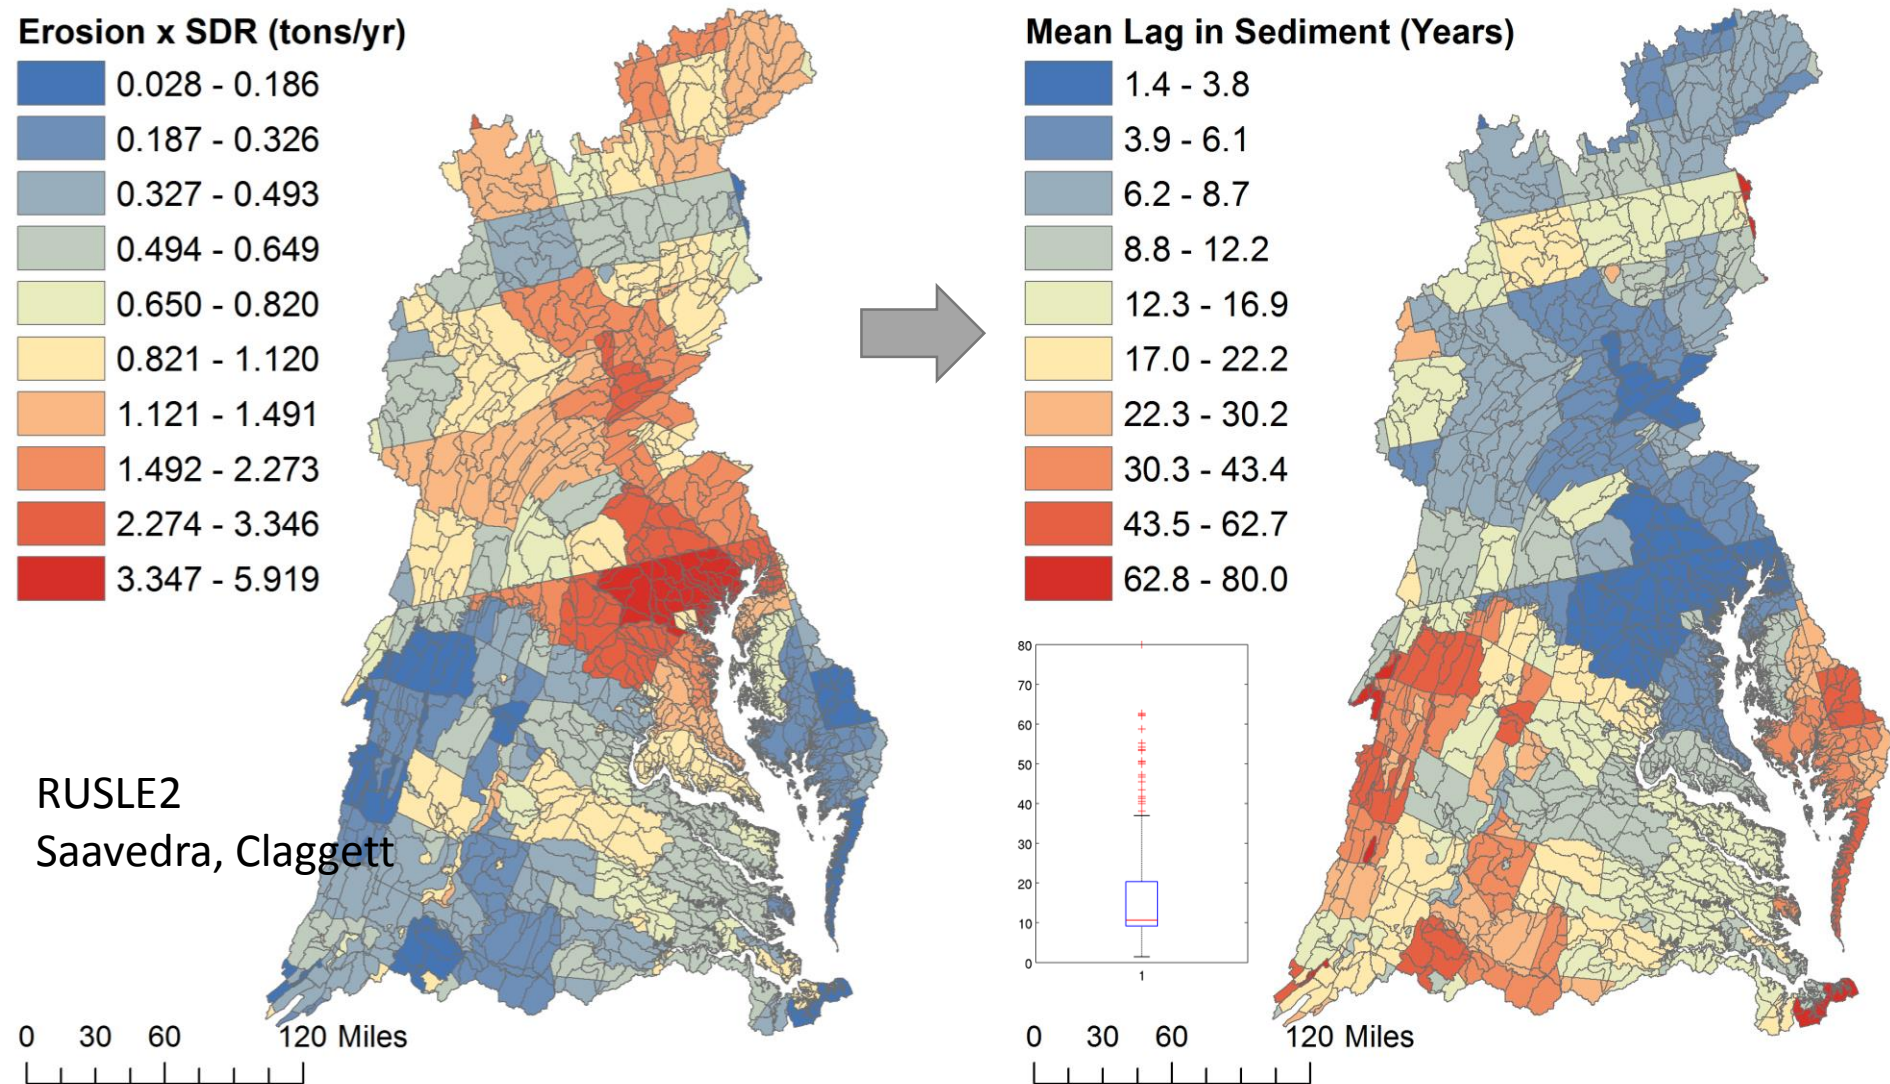 Erosion x SDR (tons/yr)
0.028 - 0.186
0.187 - 0.326
0.327 - 0.493
0.494 - 0.649
0.650 - 0.820
0.821 - 1.120
1.121 - 1.491
1.492 - 2.273
2.274 - 3.346
3.347 - 5.919
RUSLE2
Saavedra, Claggett
0 30 60 120 Miles
Mean Lag in Sediment (Years)
1.4 - 3.8
3.9 - 6.1
6.2 - 8.7
8.8 - 12.2
12.3 - 16.9
17.0 - 22.2
22.3 - 30.2
30.3 - 43.4
43.5 - 62.7
62.8 - 80.0
80
70
60
50
40
30
20
10
0
1
0 30 60 120 Miles